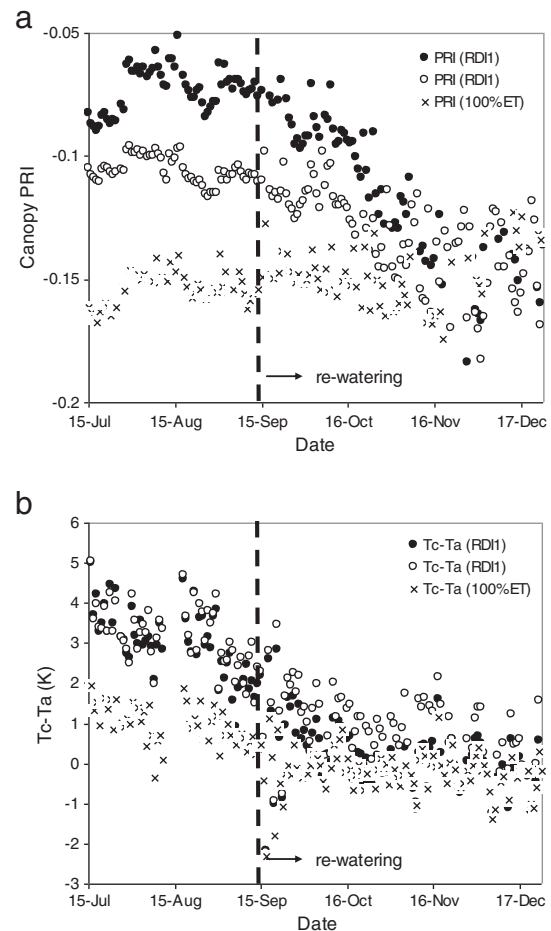 a
-0.05
-0.1
-0.15
-0.2
Canopy PRI
PRI (RDI1)
PRI (RDI1)
PRI (100%ET)
re-watering
15-Jul
15-Aug
15-Sep
16-Oct
16-Nov
17-Dec
Date
b
6
5
4
3
2
1
0
-1
-2
-3
Tc-Ta (K)
Tc-Ta (RDI1)
Tc-Ta (RDI1)
Tc-Ta (100%ET)
re-watering
15-Jul
15-Aug
15-Sep
16-Oct
16-Nov
17-Dec
Date